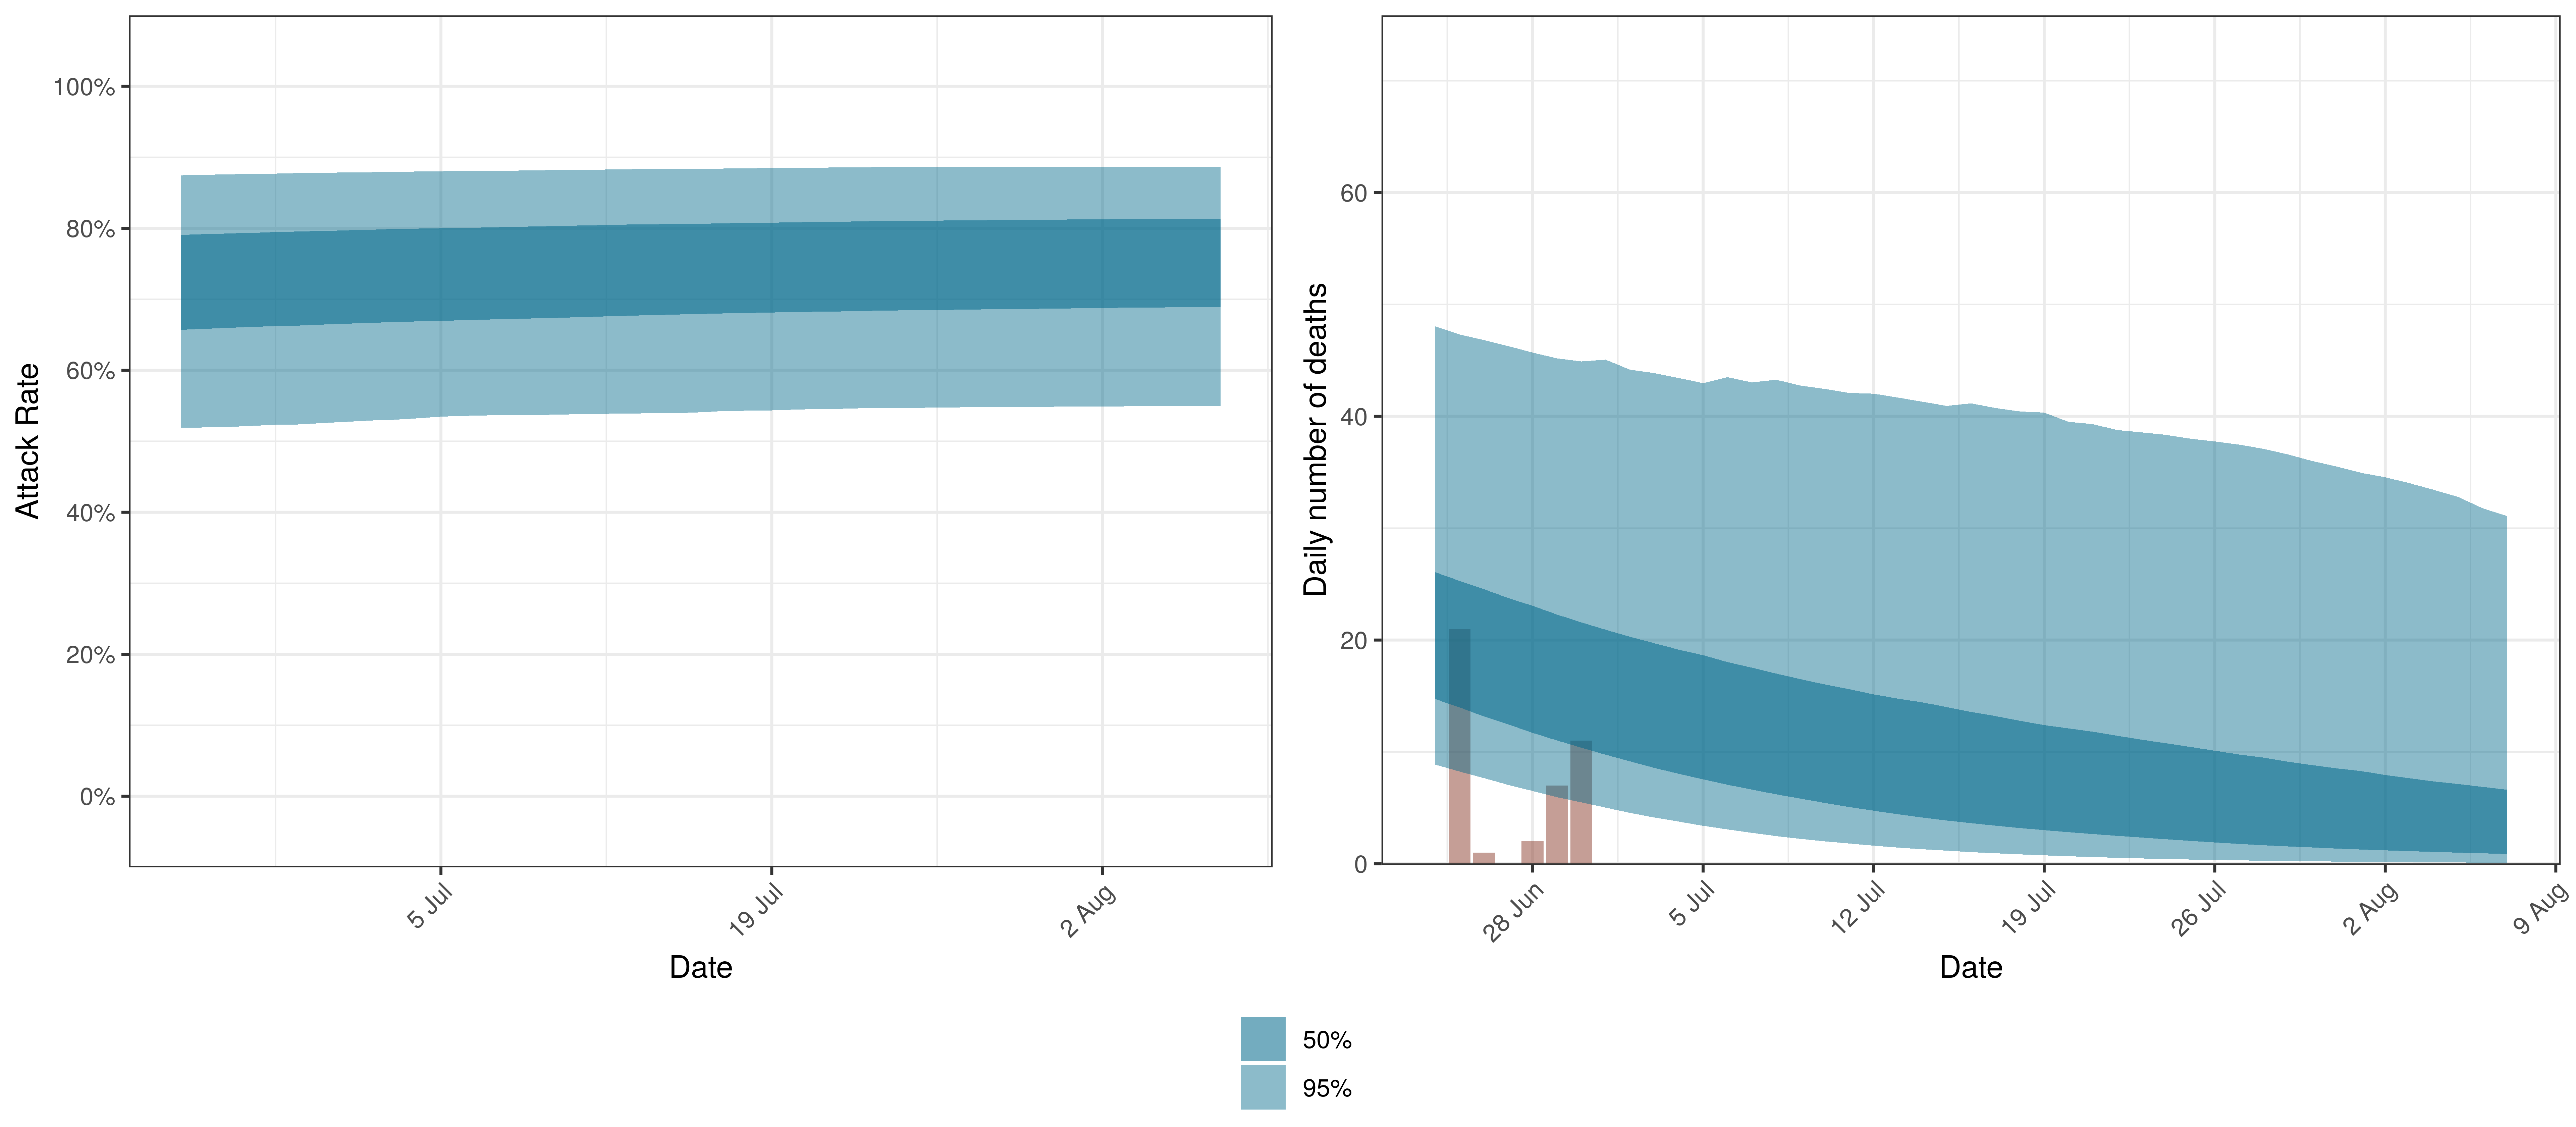 Attack Rate
100%
80%
60%
40%
20%
0%
5 Jul
19 Jul
2 Aug
Date
Daily number of deaths
60
40
20
0
28 Jun
5 Jul
12 Jul
19 Jul
26 Jul
2 Aug
9 Aug
Date
50%
95%